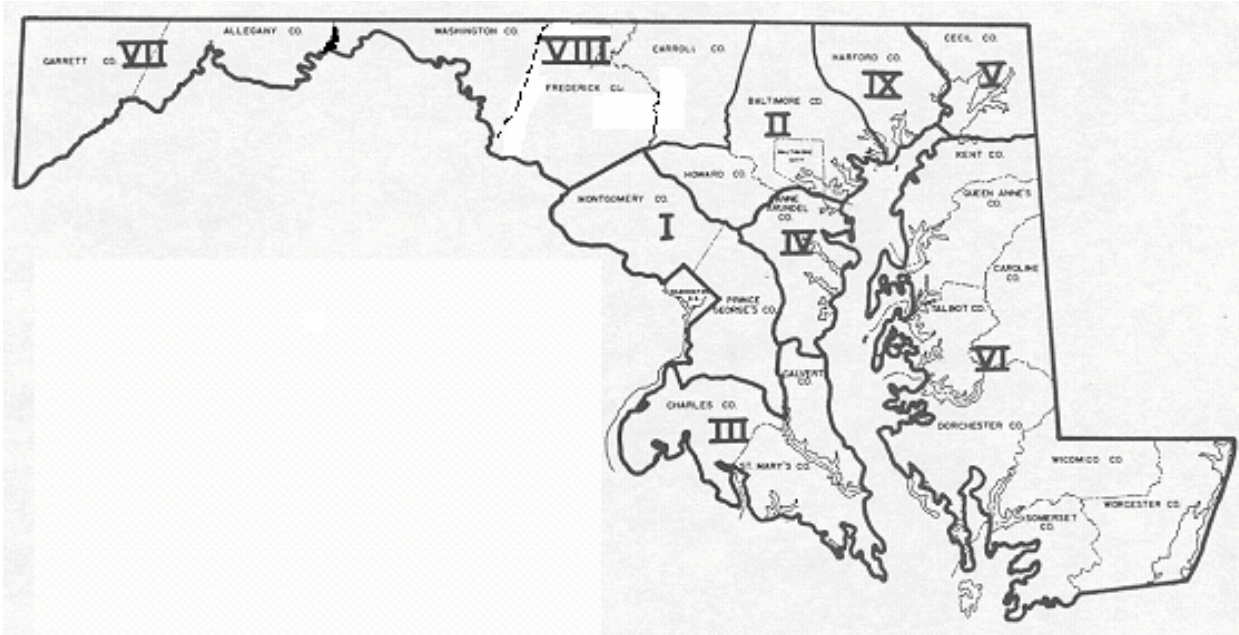 ALLEGANY CO.
WASHINGTON CO.
CECIL CO.
VII
VIII
CARROLL CO.
HARFORD CO.
GARRETT CO.
V
IX
FREDERICK CO.
BALTIMORE CO.
II
BALTIMORE
CITY
KENT CO.
HOWARD CO.
QUEEN ANNE'S
CO.
MONTGOMERY CO.
ANNE
ARUNDEL
CO.
I
IV
CAROLINE
CO.
PRINCE
GEORGE'S CO.
TALBOT CO.
VI
CALVERT
CO.
CHARLES CO.
III
DORCHESTER CO.
WICOMICO CO.
ST. MARY'S CO.
WORCESTER CO.
SOMERSET
CO.